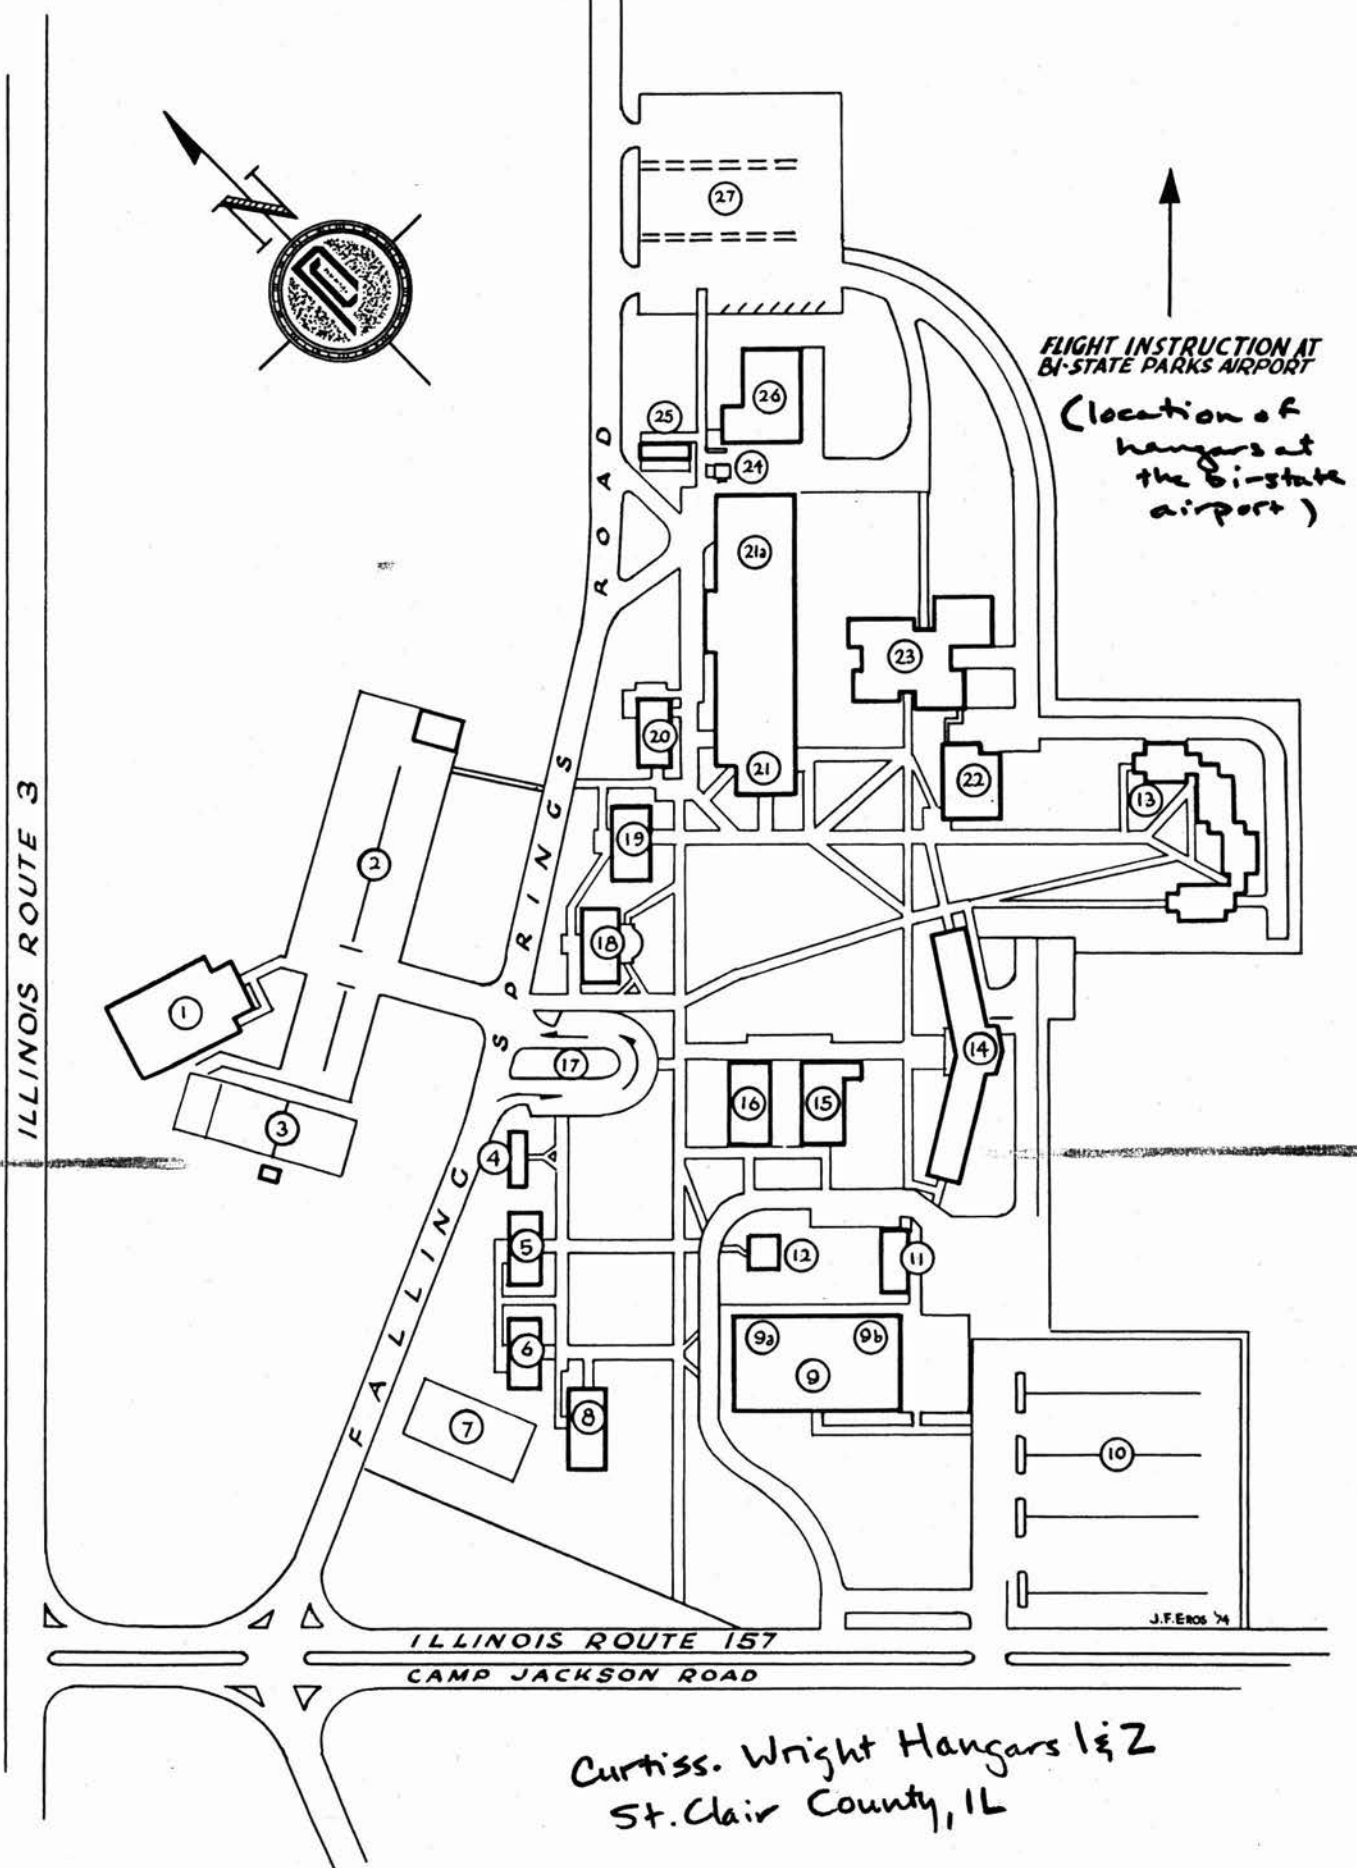 27
N
FLIGHT INSTRUCTION AT
BI-STATE PARKS AIRPORT
(location of
hangars at
the bi-state
airport)
26
25
24
21a
23
20
21
22
13
19
2
18
1
14
17
16
15
3
4
5
12
11
9a
9b
6
9
7
8
10
ILLINOIS ROUTE 3
FALLING SPRINGS ROAD
J.F.EROS '74
ILLINOIS ROUTE 157
CAMP JACKSON ROAD
Curtiss. Wright Hangars 1 & 2
St. Clair County, IL